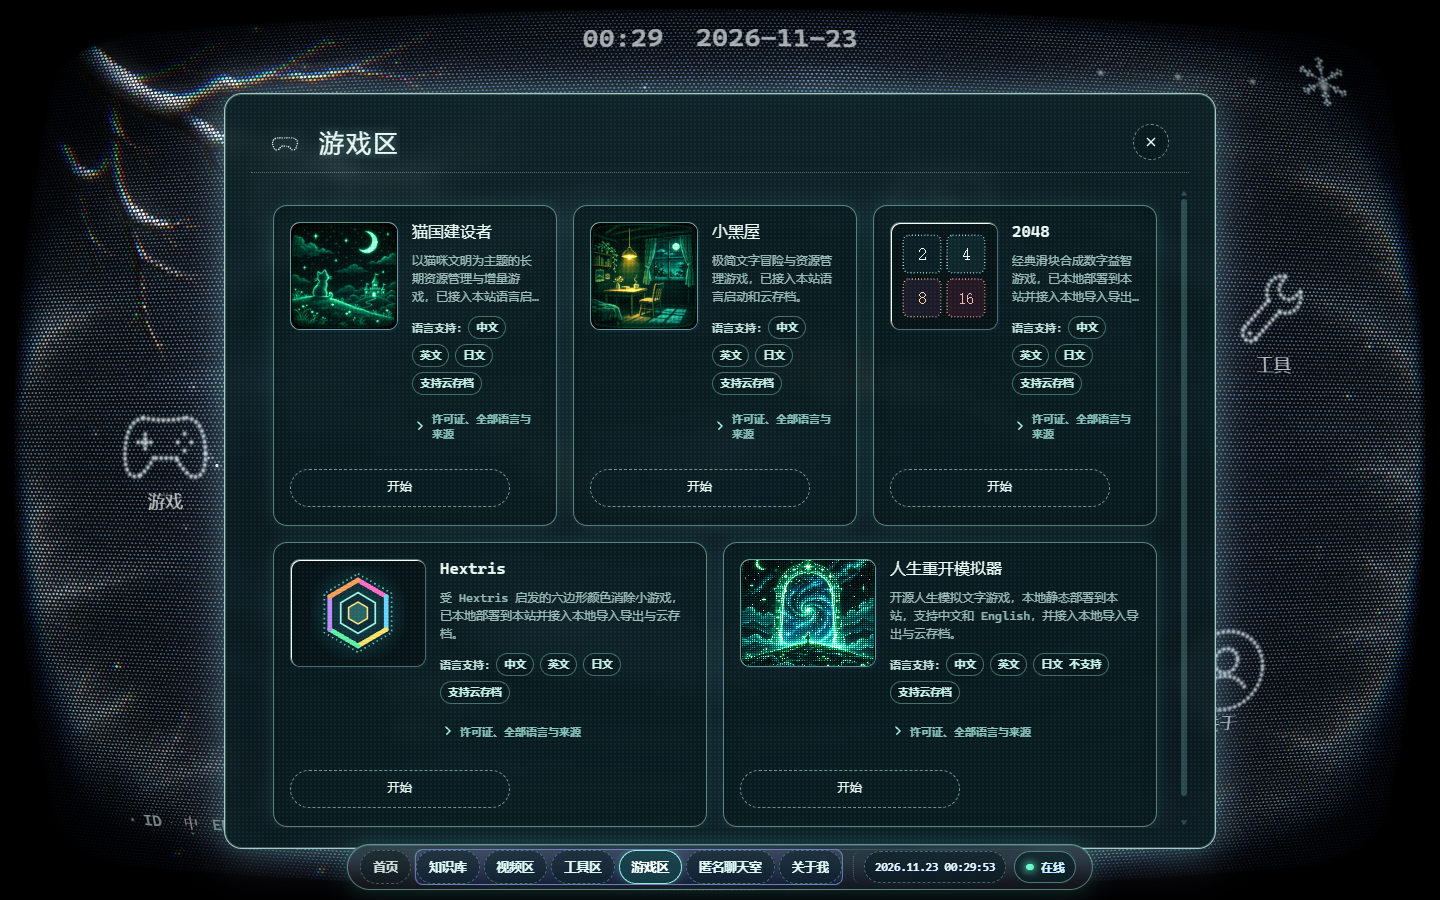 00:29 2026-11-23
游戏区
猫国建设者
以猫咪文明为主题的长
期资源管理与增量游
戏，已接入本站语言启…
语言支持： 中文
英文 日文
支持云存档
许可证、全部语言与
来源
开始
小黑屋
极简文字冒险与资源管
理游戏，已接入本站语
言启动和云存档。
语言支持： 中文
英文 日文
支持云存档
许可证、全部语言与
来源
开始
2 4
8 16
2048
经典滑块合成数字益智
游戏，已本地部署到本
站并接入本地导入导出…
语言支持： 中文
英文 日文
支持云存档
许可证、全部语言与
来源
开始
Hextris
受 Hextris 启发的六边形颜色消除小游戏，
已本地部署到本站并接入本地导入导出与云存
档。
语言支持： 中文 英文 日文
支持云存档
许可证、全部语言与来源
开始
人生重开模拟器
开源人生模拟文字游戏，本地静态部署到本
站，支持中文和 English，并接入本地导入导
出与云存档。
语言支持： 中文 英文 日文 不支持
支持云存档
许可证、全部语言与来源
开始
游戏
工具
于
· ID 中 E
首页 知识库 视频区 工具区 游戏区 匿名聊天室 关于我 2026.11.23 00:29:53 在线